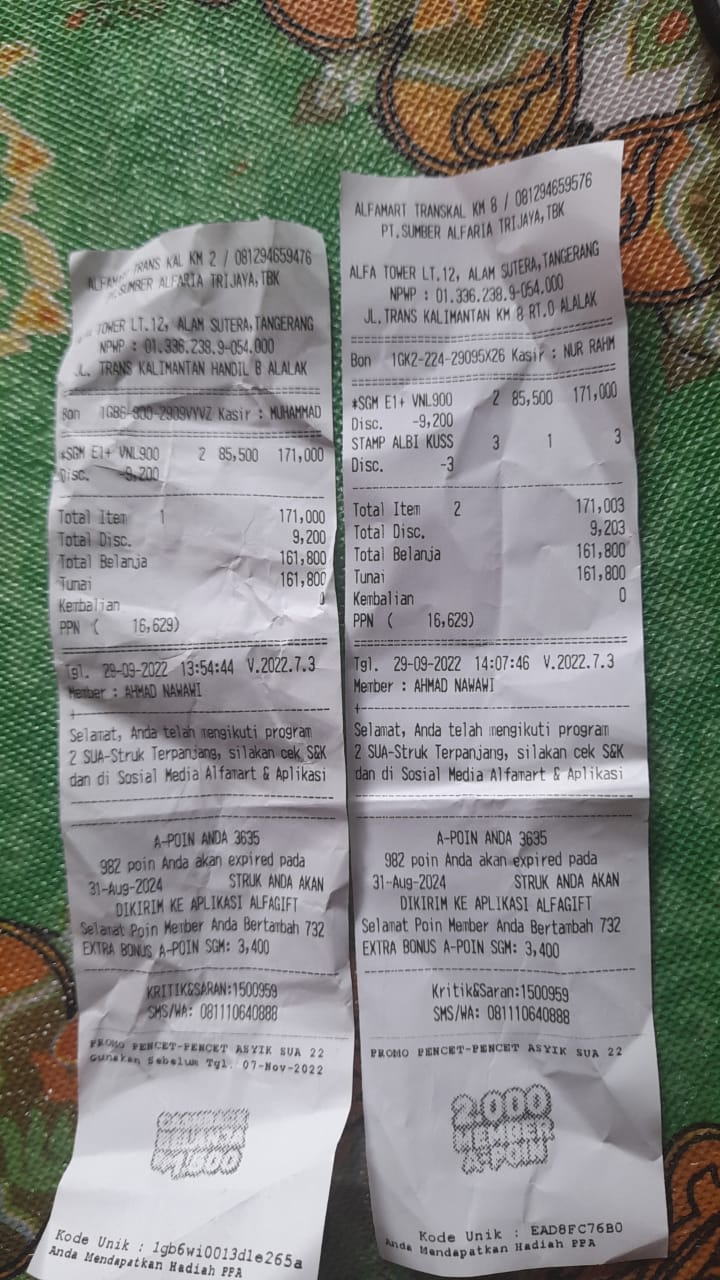 TRANS KAL KM 2 / 081294659476
PT.SUMBER ALFARIA TRIJAYA,TBK
TOWER LT.12, ALAM SUTERA,TANGERANG
NPWP : 01.336.238.9-054.000
JL. TRANS KALIMANTAN HANDIL B ALALAK
Bon Kasir : MUHAMMAD
*SGM E1+ VNL900 2 85,500 171,000
Disc. -9,200
Total Item 1 171,000
Total Disc. 9,200
Total Belanja 161,800
Tunai 161,800
Kembalian 0
PPN ( 16,629)
Tgl. 29-09-2022 13:54:44 V.2022.7.3
Member : AHMAD NAWAWI
Selamat, Anda telah mengikuti program
2 SUA-Struk Terpanjang, silakan cek S&K
dan di Sosial Media Alfamart & Aplikasi
A-POIN ANDA 3635
982 poin Anda akan expired pada
31-Aug-2024 STRUK ANDA AKAN
DIKIRIM KE APLIKASI ALFAGIFT
Selamat Poin Member Anda Bertambah 732
EXTRA BONUS A-POIN SGM: 3,400
KRITIK&SARAN:1500959
SMS/WA: 081110640888
PROMO PENCET-PENCET ASYIK SUA 22
Gunakan Sebelum Tgl. 07-Nov-2022
CASHBACK
BELANJA
Kode Unik : 1gb6wi0013d1e265a
Anda Mendapatkan Hadiah PPA
ALFAMART TRANSKAL KM 8 / 081294659576
PT.SUMBER ALFARIA TRIJAYA,TBK
ALFA TOWER LT.12, ALAM SUTERA,TANGERANG
NPWP : 01.336.238.9-054.000
JL.TRANS KALIMANTAN KM 8 RT.0 ALALAK
Bon 1GK2-224-29095X26 Kasir : NUR RAHM
*SGM E1+ VNL900 2 85,500 171,000
Disc. -9,200
STAMP ALBI KUSS 3 1 3
Disc. -3
Total Item 2 171,003
Total Disc. 9,203
Total Belanja 161,800
Tunai 161,800
Kembalian 0
PPN ( 16,629)
Tgl. 29-09-2022 14:07:46 V.2022.7.3
Member : AHMAD NAWAWI
Selamat, Anda telah mengikuti program
2 SUA-Struk Terpanjang, silakan cek S&K
dan di Sosial Media Alfamart & Aplikasi
A-POIN ANDA 3635
982 poin Anda akan expired pada
31-Aug-2024 STRUK ANDA AKAN
DIKIRIM KE APLIKASI ALFAGIFT
Selamat Poin Member Anda Bertambah 732
EXTRA BONUS A-POIN SGM: 3,400
Kritik&Saran:1500959
SMS/WA: 081110640888
PROMO PENCET-PENCET ASYIK SUA 22
2.000
MEMBER
A-POIN
Kode Unik : EAD8FC76B0
Anda Mendapatkan Hadiah PPA